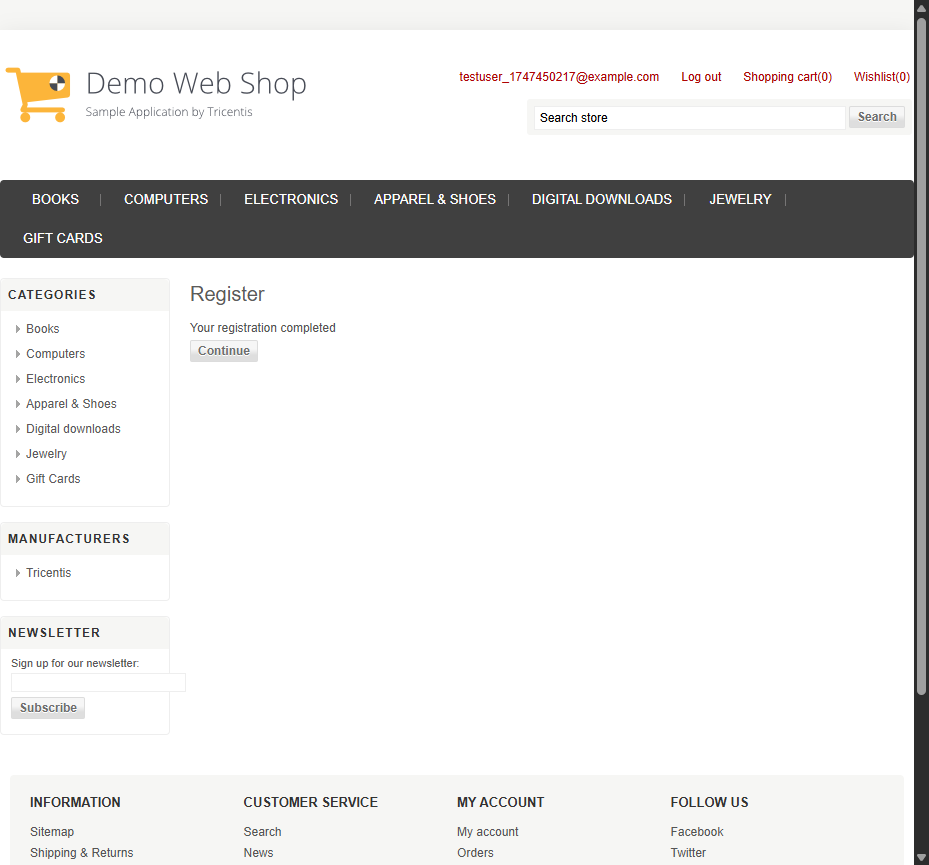 Demo Web Shop
Sample Application by Tricentis
testuser_1747450217@example.com Log out Shopping cart(0) Wishlist(0)
Search store Search
BOOKS COMPUTERS ELECTRONICS APPAREL & SHOES DIGITAL DOWNLOADS JEWELRY
GIFT CARDS
CATEGORIES
Books
Computers
Electronics
Apparel & Shoes
Digital downloads
Jewelry
Gift Cards
MANUFACTURERS
Tricentis
NEWSLETTER
Sign up for our newsletter:
Subscribe
Register
Your registration completed
Continue
INFORMATION
Sitemap
Shipping & Returns
CUSTOMER SERVICE
Search
News
MY ACCOUNT
My account
Orders
FOLLOW US
Facebook
Twitter